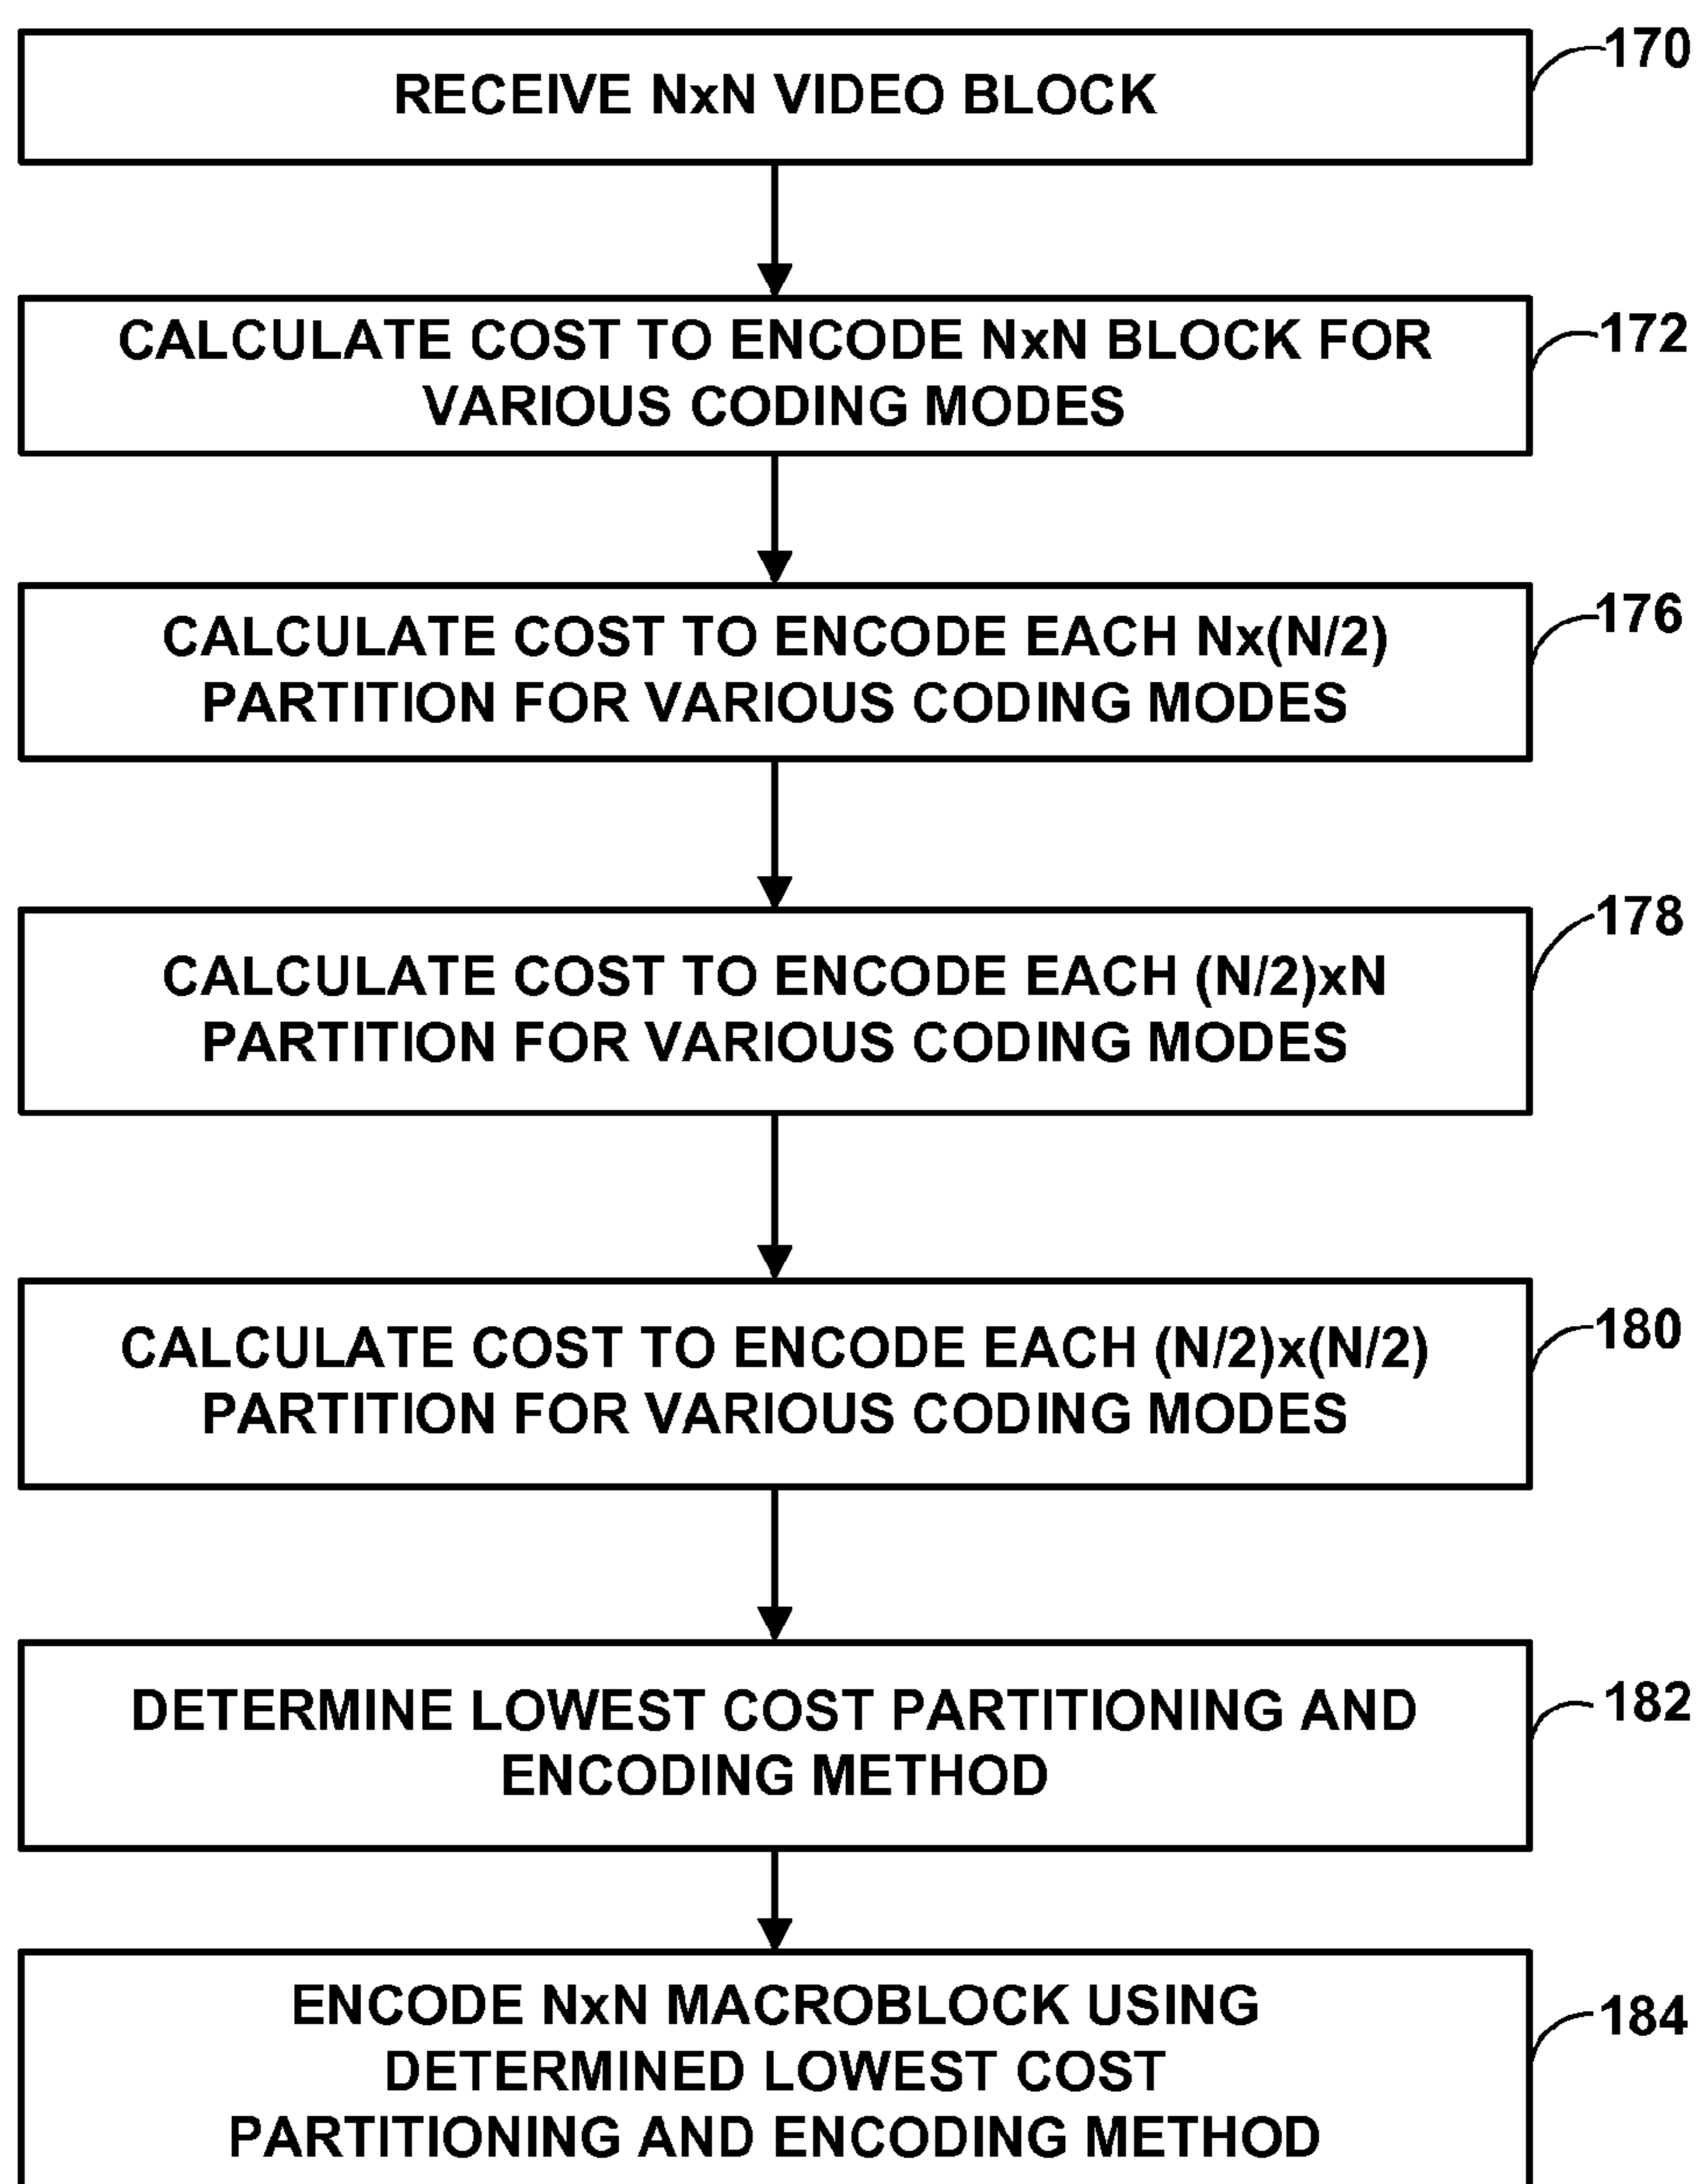 170
RECEIVE NxN VIDEO BLOCK
172
CALCULATE COST TO ENCODE NxN BLOCK FOR
VARIOUS CODING MODES
176
CALCULATE COST TO ENCODE EACH Nx(N/2)
PARTITION FOR VARIOUS CODING MODES
178
CALCULATE COST TO ENCODE EACH (N/2)xN
PARTITION FOR VARIOUS CODING MODES
180
CALCULATE COST TO ENCODE EACH (N/2)x(N/2)
PARTITION FOR VARIOUS CODING MODES
182
DETERMINE LOWEST COST PARTITIONING AND
ENCODING METHOD
184
ENCODE NxN MACROBLOCK USING
DETERMINED LOWEST COST
PARTITIONING AND ENCODING METHOD